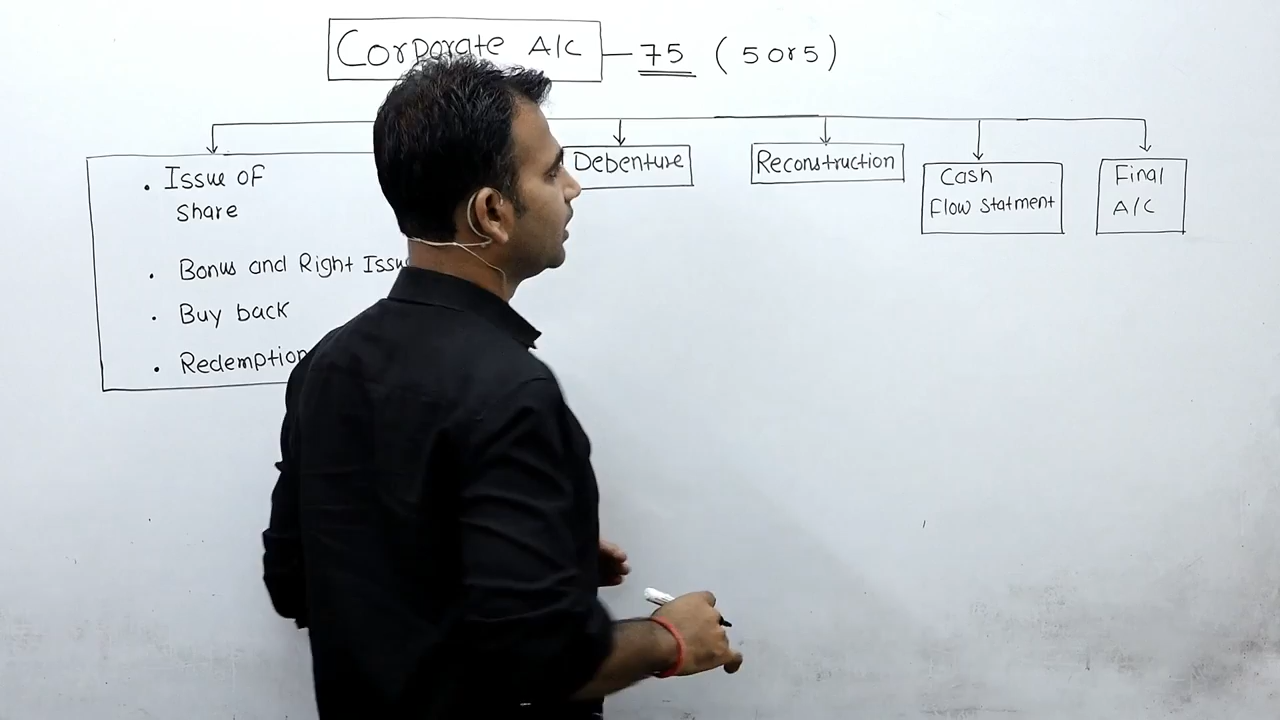 Corporate A/C — 75 ( 5 or 5 )
• Issue of
Share
• Bonus and Right Issue
• Buy back
• Redemption
Debenture
Reconstruction
Cash
Flow Statment
Final
A/C